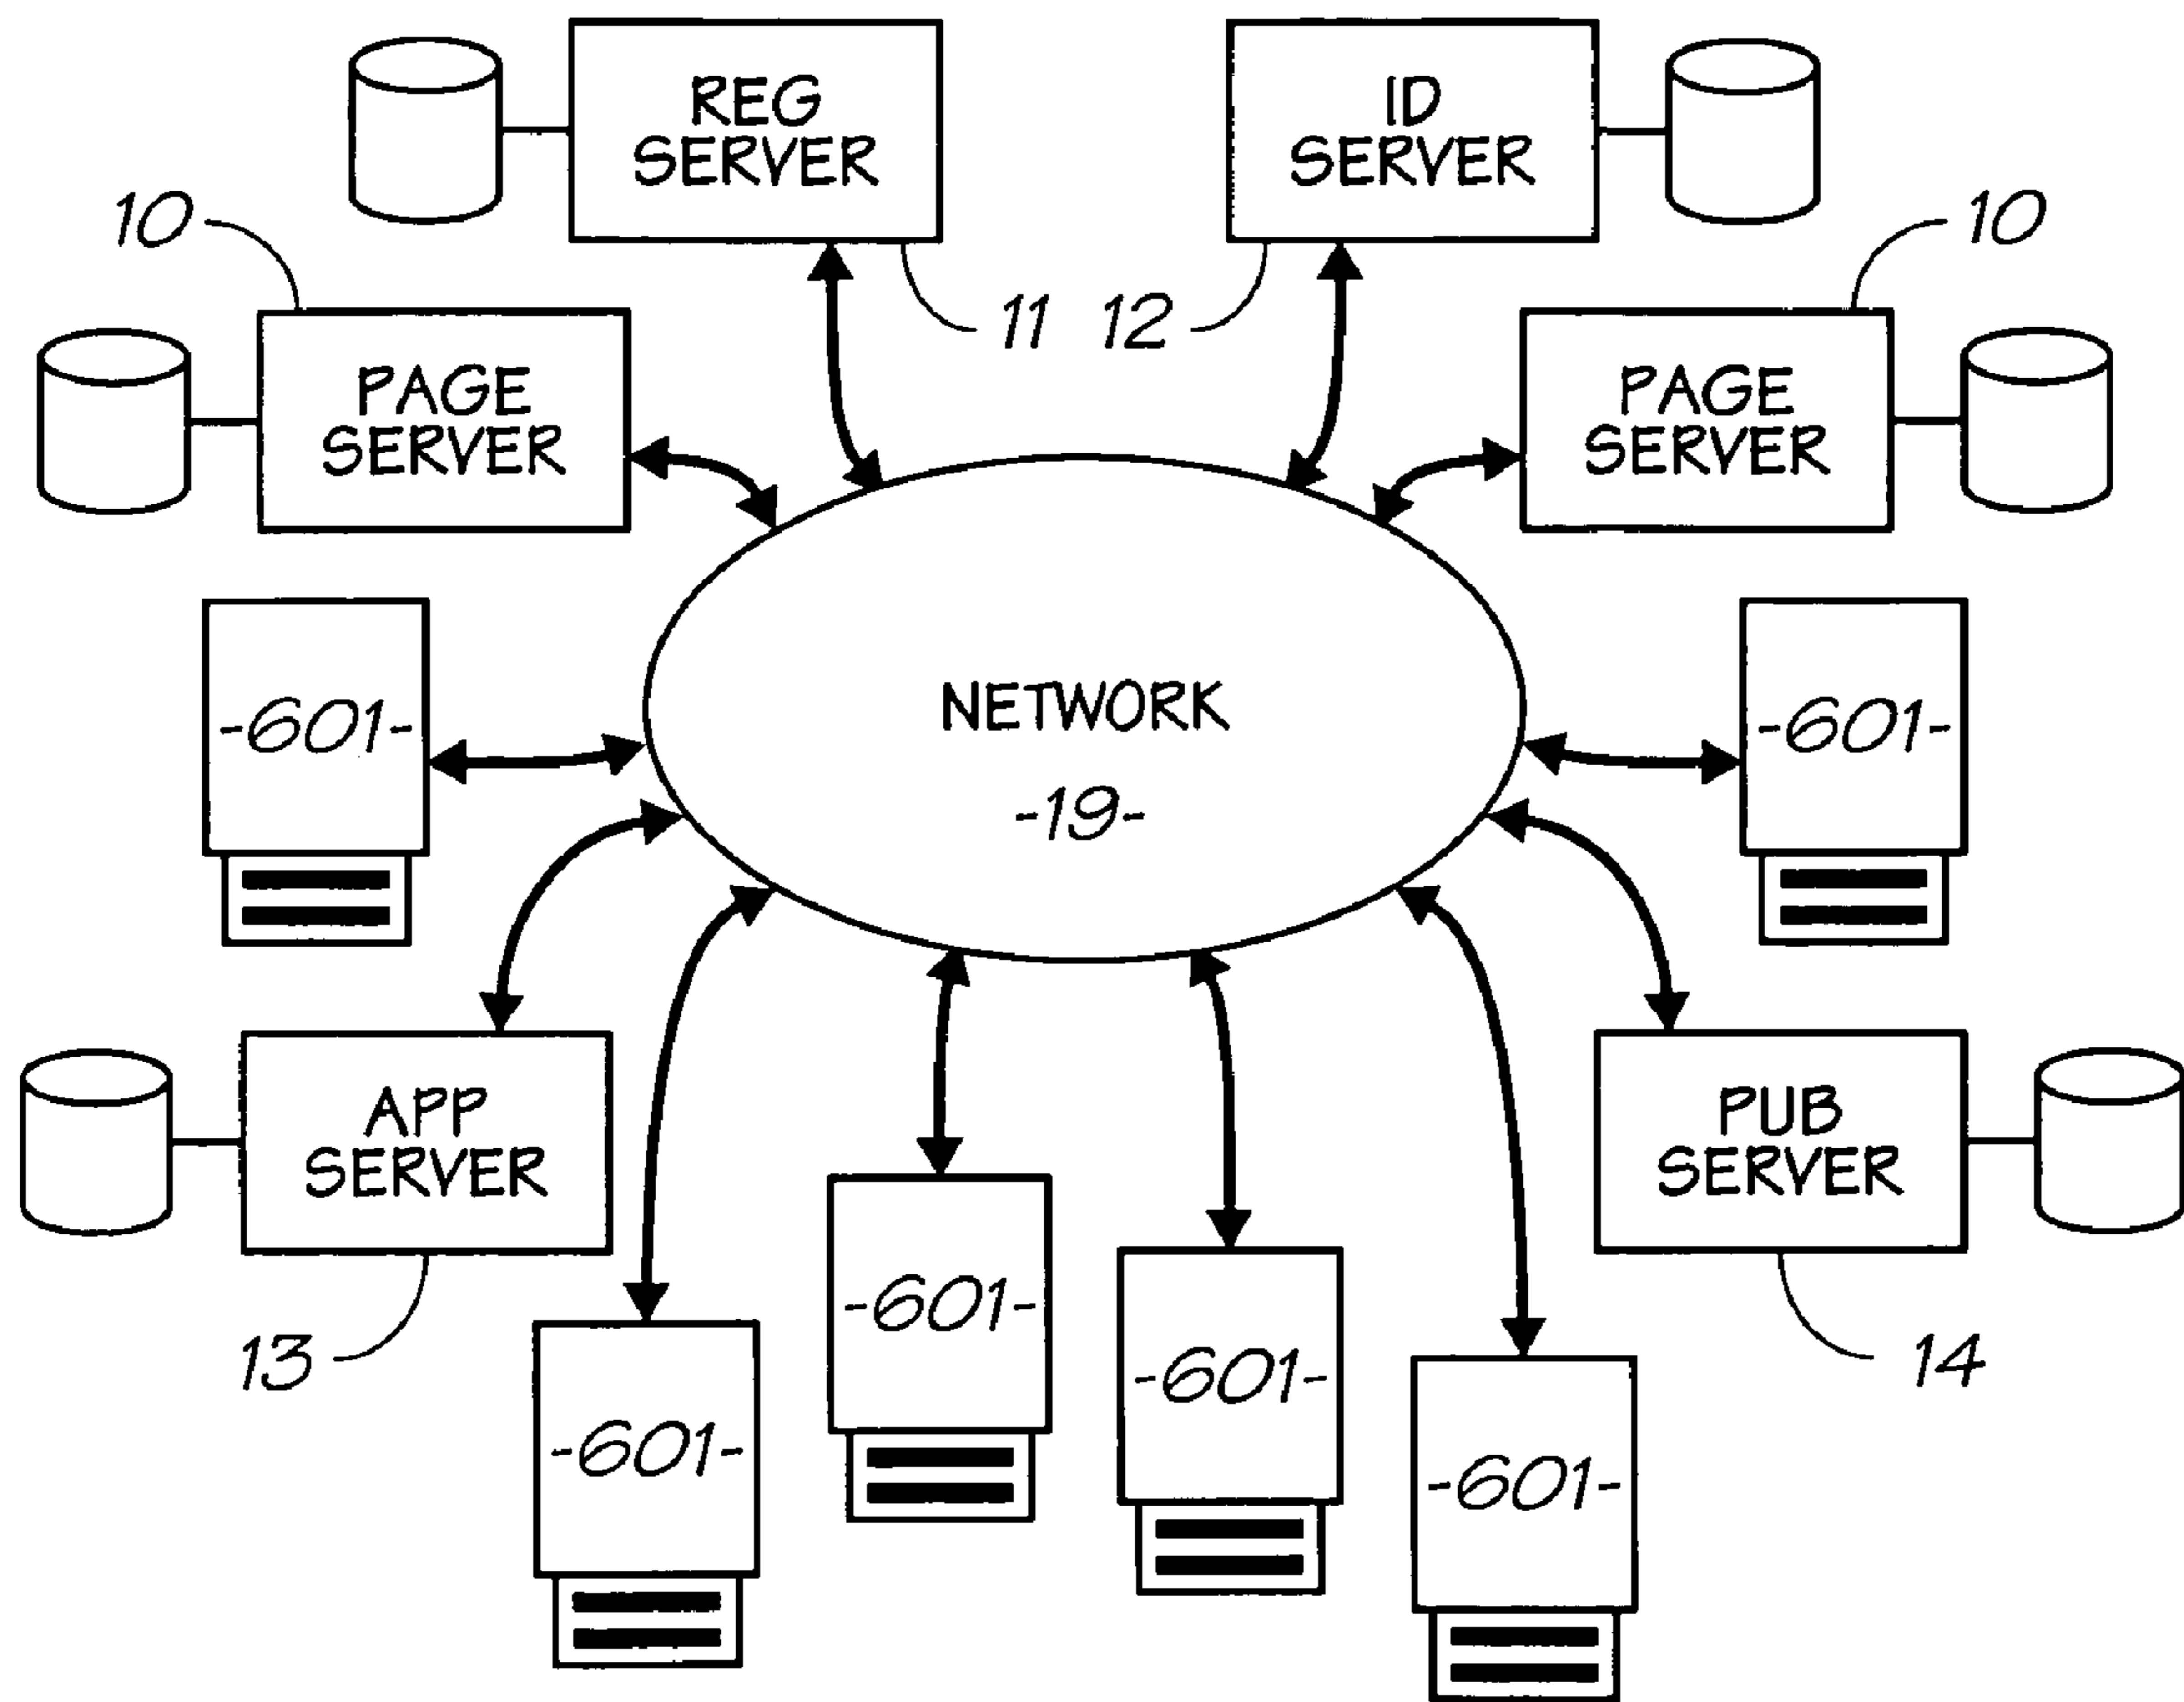 REG
SERVER
ID
SERVER
10
10
11
12
PAGE
SERVER
PAGE
SERVER
-601-
NETWORK
-19-
-601-
APP
SERVER
PUB
SERVER
13
-601-
-601-
-601-
-601-
14